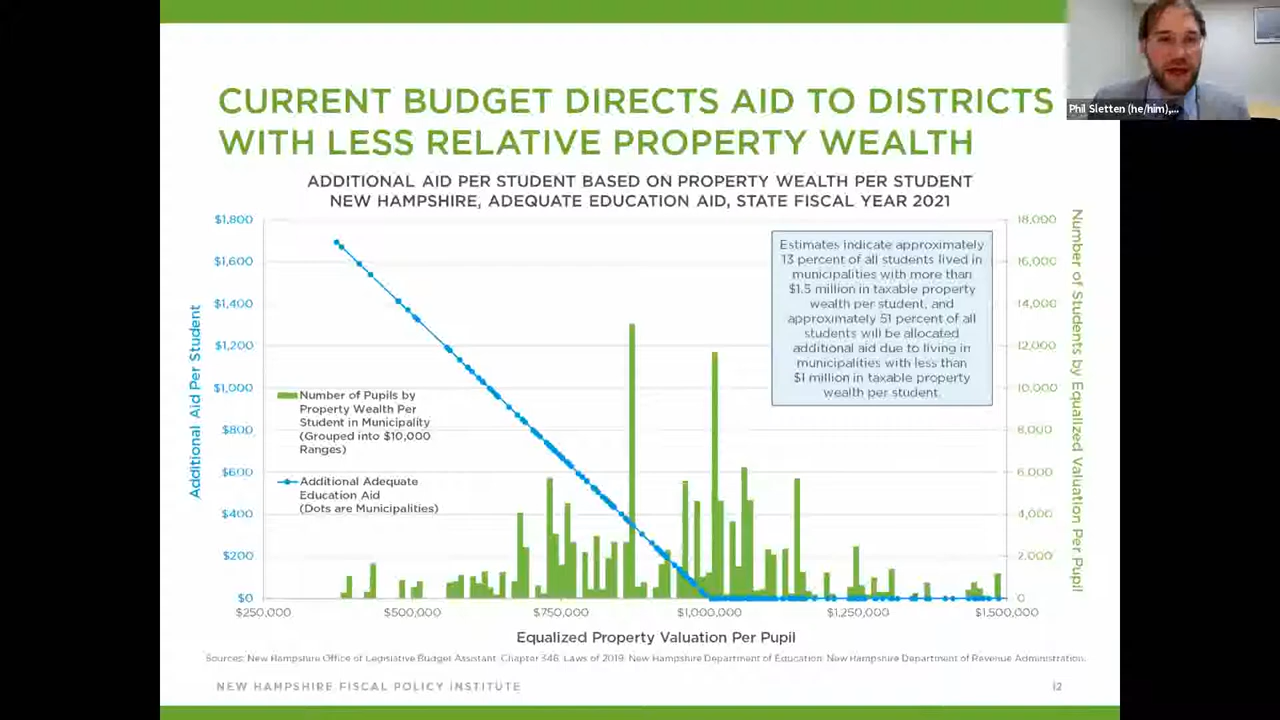 CURRENT BUDGET DIRECTS AID TO DISTRICTS
WITH LESS RELATIVE PROPERTY WEALTH
Phil Sletten (he/him),...
ADDITIONAL AID PER STUDENT BASED ON PROPERTY WEALTH PER STUDENT
NEW HAMPSHIRE, ADEQUATE EDUCATION AID, STATE FISCAL YEAR 2021
Additional Aid Per Student
$1,800
$1,600
$1,400
$1,200
$1,000
$800
$600
$400
$200
$0
Number of Pupils by
Property Wealth Per
Student in Municipality
(Grouped into $10,000
Ranges)
Additional Adequate
Education Aid
(Dots are Municipalities)
Estimates indicate approximately
13 percent of all students lived in
municipalities with more than
$1.5 million in taxable property
wealth per student, and
approximately 51 percent of all
students will be allocated
additional aid due to living in
municipalities with less than
$1 million in taxable property
wealth per student.
18,000
16,000
14,000
12,000
10,000
8,000
6,000
4,000
2,000
0
Number of Students by Equalized Valuation Per Pupil
$250,000
$500,000
$750,000
$1,000,000
$1,250,000
$1,500,000
Equalized Property Valuation Per Pupil
Sources: New Hampshire Office of Legislative Budget Assistant; Chapter 346, Laws of 2019; New Hampshire Department of Education; New Hampshire Department of Revenue Administration.
NEW HAMPSHIRE FISCAL POLICY INSTITUTE
12